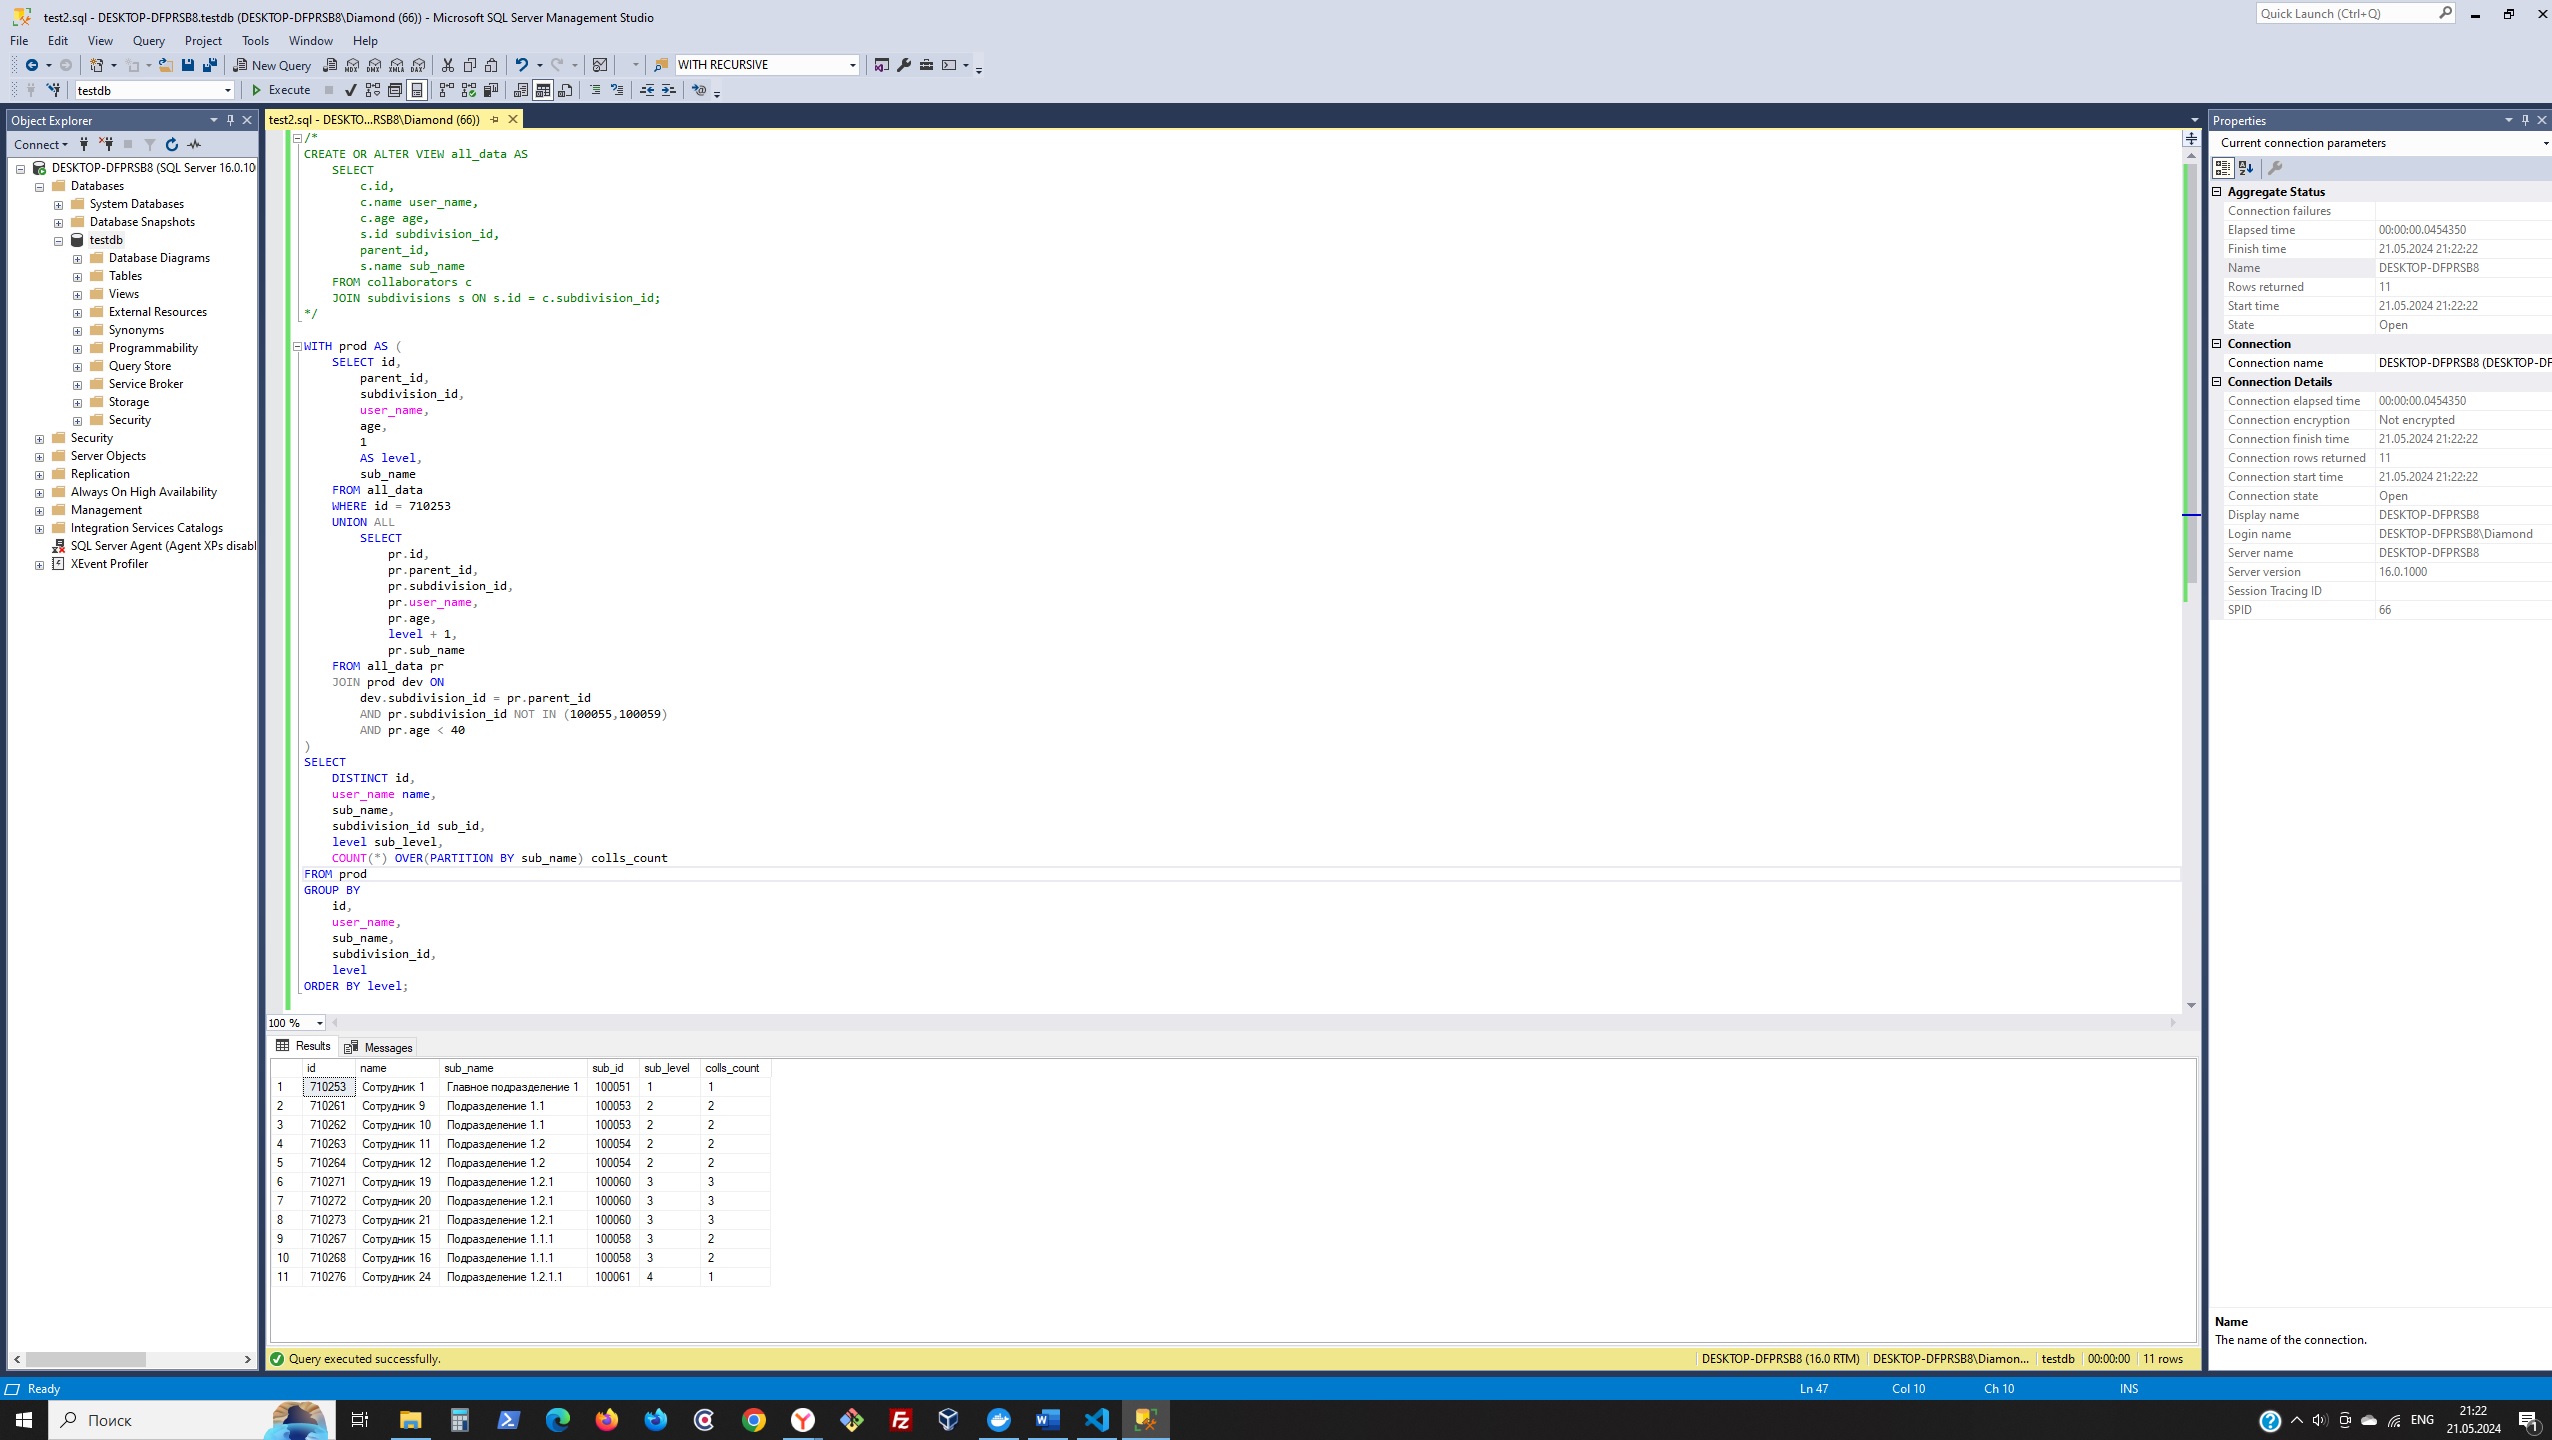 test2.sql - DESKTOP-DFPRSB8.testdb (DESKTOP-DFPRSB8\Diamond (66)) - Microsoft SQL Server Management Studio
Quick Launch (Ctrl+Q)
File Edit View Query Project Tools Window Help
New Query MDX DMX XMLA DAX WITH RECURSIVE
testdb Execute
Object Explorer
Connect
DESKTOP-DFPRSB8 (SQL Server 16.0.10
Databases
System Databases
Database Snapshots
testdb
Database Diagrams
Tables
Views
External Resources
Synonyms
Programmability
Query Store
Service Broker
Storage
Security
Security
Server Objects
Replication
Always On High Availability
Management
Integration Services Catalogs
SQL Server Agent (Agent XPs disabl
XEvent Profiler
test2.sql - DESKTO...RSB8\Diamond (66))
/*
CREATE OR ALTER VIEW all_data AS
SELECT
c.id,
c.name user_name,
c.age age,
s.id subdivision_id,
parent_id,
s.name sub_name
FROM collaborators c
JOIN subdivisions s ON s.id = c.subdivision_id;
*/
WITH prod AS (
SELECT id,
parent_id,
subdivision_id,
user_name,
age,
1
AS level,
sub_name
FROM all_data
WHERE id = 710253
UNION ALL
SELECT
pr.id,
pr.parent_id,
pr.subdivision_id,
pr.user_name,
pr.age,
level + 1,
pr.sub_name
FROM all_data pr
JOIN prod dev ON
dev.subdivision_id = pr.parent_id
AND pr.subdivision_id NOT IN (100055,100059)
AND pr.age < 40
)
SELECT
DISTINCT id,
user_name name,
sub_name,
subdivision_id sub_id,
level sub_level,
COUNT(*) OVER(PARTITION BY sub_name) colls_count
FROM prod
GROUP BY
id,
user_name,
sub_name,
subdivision_id,
level
ORDER BY level;
100 %
Results Messages
id name sub_name sub_id sub_level colls_count
1 710253 Сотрудник 1 Главное подразделение 1 100051 1 1
2 710261 Сотрудник 9 Подразделение 1.1 100053 2 2
3 710262 Сотрудник 10 Подразделение 1.1 100053 2 2
4 710263 Сотрудник 11 Подразделение 1.2 100054 2 2
5 710264 Сотрудник 12 Подразделение 1.2 100054 2 2
6 710271 Сотрудник 19 Подразделение 1.2.1 100060 3 3
7 710272 Сотрудник 20 Подразделение 1.2.1 100060 3 3
8 710273 Сотрудник 21 Подразделение 1.2.1 100060 3 3
9 710267 Сотрудник 15 Подразделение 1.1.1 100058 3 2
10 710268 Сотрудник 16 Подразделение 1.1.1 100058 3 2
11 710276 Сотрудник 24 Подразделение 1.2.1.1 100061 4 1
Query executed successfully. DESKTOP-DFPRSB8 (16.0 RTM) DESKTOP-DFPRSB8\Diamon... testdb 00:00:00 11 rows
Properties
Current connection parameters
Aggregate Status
Connection failures
Elapsed time 00:00:00.0454350
Finish time 21.05.2024 21:22:22
Name DESKTOP-DFPRSB8
Rows returned 11
Start time 21.05.2024 21:22:22
State Open
Connection
Connection name DESKTOP-DFPRSB8 (DESKTOP-DF
Connection Details
Connection elapsed time 00:00:00.0454350
Connection encryption Not encrypted
Connection finish time 21.05.2024 21:22:22
Connection rows returned 11
Connection start time 21.05.2024 21:22:22
Connection state Open
Display name DESKTOP-DFPRSB8
Login name DESKTOP-DFPRSB8\Diamond
Server name DESKTOP-DFPRSB8
Server version 16.0.1000
Session Tracing ID
SPID 66
Name
The name of the connection.
Ready Ln 47 Col 10 Ch 10 INS
Поиск
ENG
21:22
21.05.2024
1